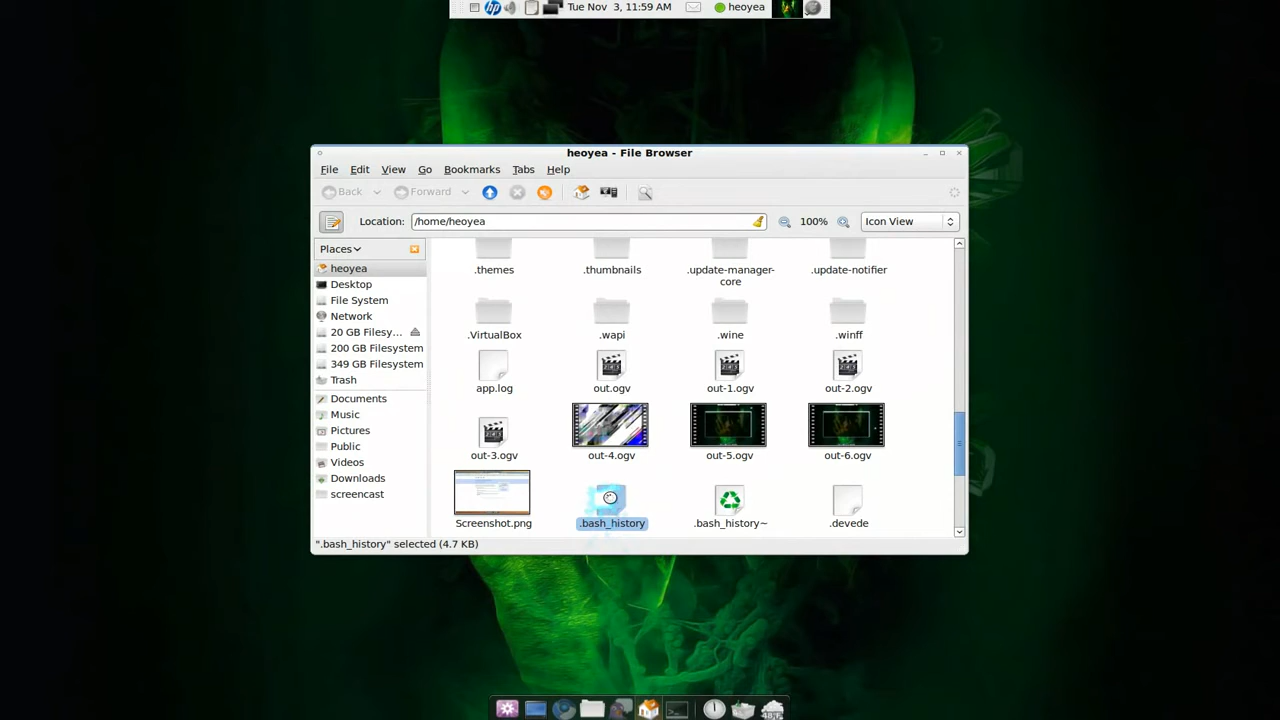 Tue Nov 3, 11:59 AM heoyea
heoyea - File Browser
File Edit View Go Bookmarks Tabs Help
Back Forward
Location: /home/heoyea 100% Icon View
Places
heoyea
Desktop
File System
Network
20 GB Filesy...
200 GB Filesystem
349 GB Filesystem
Trash
Documents
Music
Pictures
Public
Videos
Downloads
screencast
.themes .thumbnails .update-manager- .update-notifier
core
.VirtualBox .wapi .wine .winff
app.log out.ogv out-1.ogv out-2.ogv
out-3.ogv out-4.ogv out-5.ogv out-6.ogv
Screenshot.png .bash_history .bash_history~ .devede
".bash_history" selected (4.7 KB)